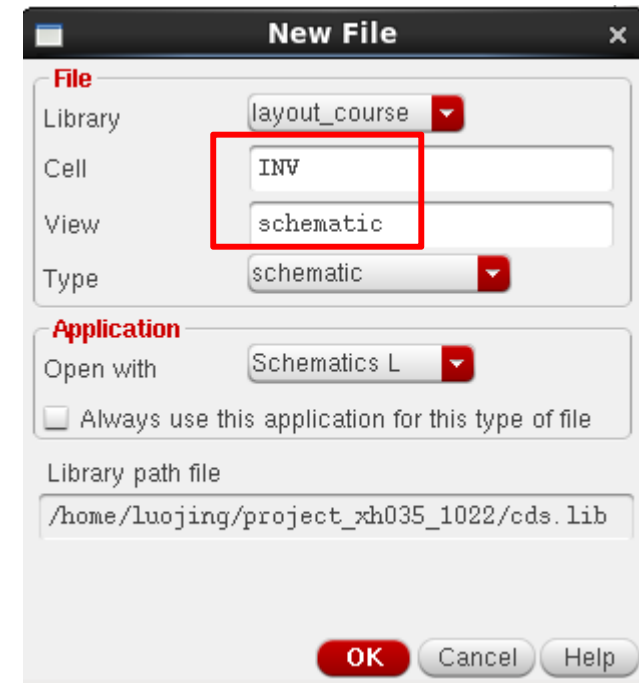 New File
File
Library layout_course
Cell INV
View schematic
Type schematic
Application
Open with Schematics L
Always use this application for this type of file
Library path file
/home/luojing/project_xh035_1022/cds.lib
OK Cancel Help